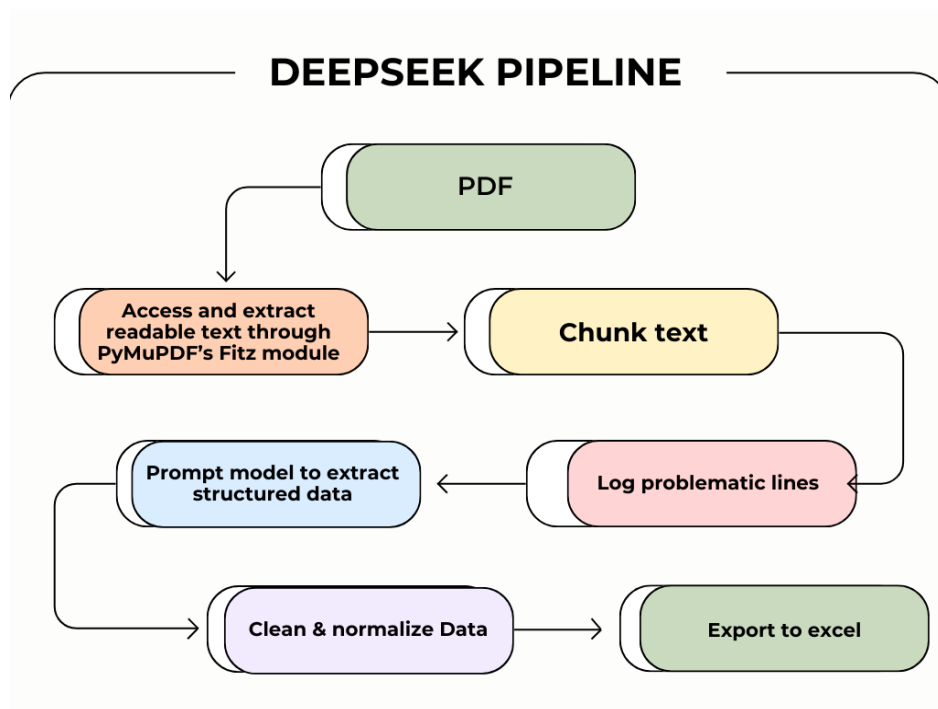 DEEPSEEK PIPELINE
PDF
Access and extract
readable text through
PyMuPDF's Fitz module
Chunk text
Log problematic lines
Prompt model to extract
structured data
Clean & normalize Data
Export to excel